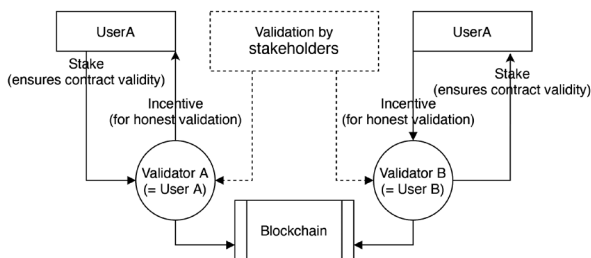 UserA
Validation by
stakeholders
UserA
Stake
(ensures contract validity)
Stake
(ensures contract validity)
Incentive
(for honest validation)
Incentive
(for honest validation)
Validator A
(= User A)
Validator B
(= User B)
Blockchain